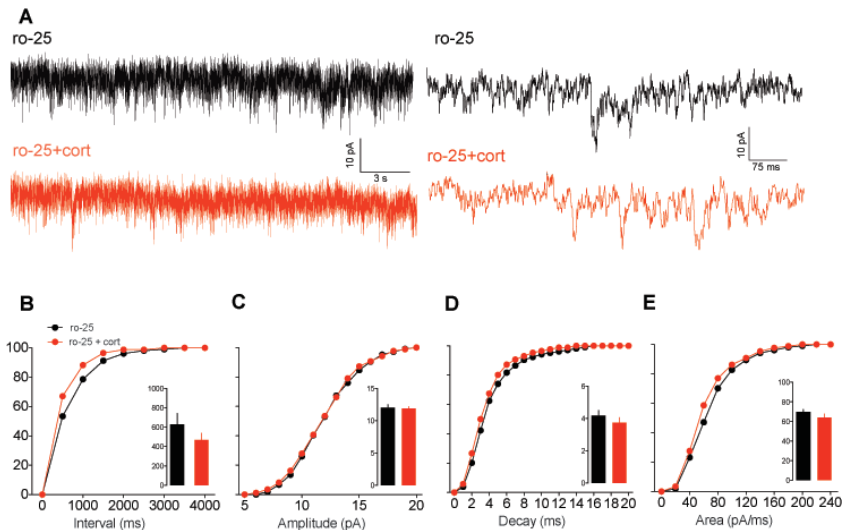 A
ro-25
ro-25
ro-25+cort
10 pA
3 s
ro-25+cort
10 pA
75 ms
B
C
D
E
ro-25
ro-25 + cort
100
80
60
40
20
0
0 1000 2000 3000 4000
Interval (ms)
1000
800
600
400
200
0
5 10 15 20
Amplitude (pA)
15
10
5
0
0 2 4 6 8 10 12 14 16 18 20
Decay (ms)
6
4
2
0
0 40 80 120 160 200 240
Area (pA/ms)
100
80
60
40
20
0